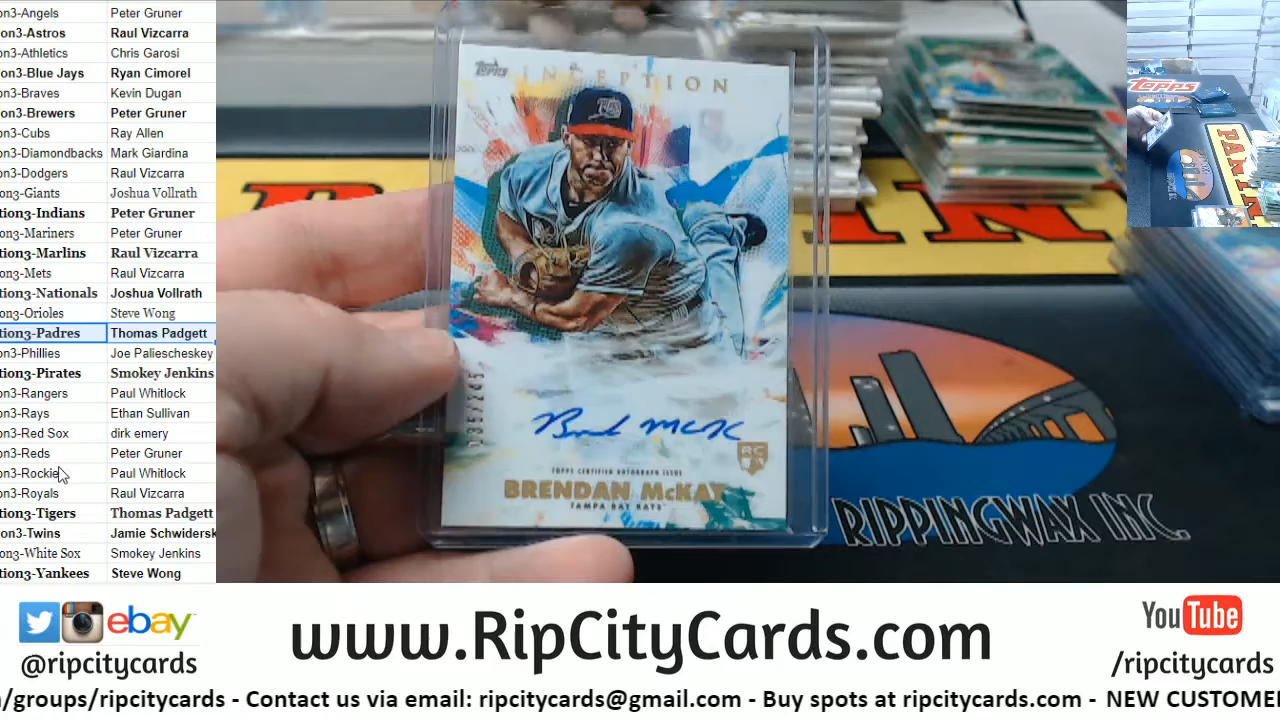 on3-Angels Peter Gruner
on3-Astros Raul Vizcarra
on3-Athletics Chris Garosi
on3-Blue Jays Ryan Cimorel
on3-Braves Kevin Dugan
on3-Brewers Peter Gruner
on3-Cubs Ray Allen
on3-Diamondbacks Mark Giardina
on3-Dodgers Raul Vizcarra
on3-Giants Joshua Vollrath
tion3-Indians Peter Gruner
on3-Mariners Peter Gruner
on3-Marlins Raul Vizcarra
on3-Mets Raul Vizcarra
tion3-Nationals Joshua Vollrath
on3-Orioles Steve Wong
tion3-Padres Thomas Padgett
on3-Phillies Joe Paliescheskey
tion3-Pirates Smokey Jenkins
on3-Rangers Paul Whitlock
on3-Rays Ethan Sullivan
on3-Red Sox dirk emery
on3-Reds Peter Gruner
on3-Rockie Paul Whitlock
on3-Royals Raul Vizcarra
tion3-Tigers Thomas Padgett
on3-Twins Jamie Schwidersk
on3-White Sox Smokey Jenkins
tion3-Yankees Steve Wong
Topps
INCEPTION
135/245
TOPPS CERTIFIED AUTOGRAPH ISSUE
RC
BRENDAN McKAY
TAMPA BAY RAYS
RIPPINGWAX INC.
Topps
PANINI
ebay
@ripcitycards
www.RipCityCards.com
YouTube
/ripcitycards
/groups/ripcitycards - Contact us via email: ripcitycards@gmail.com - Buy spots at ripcitycards.com - NEW CUSTOME